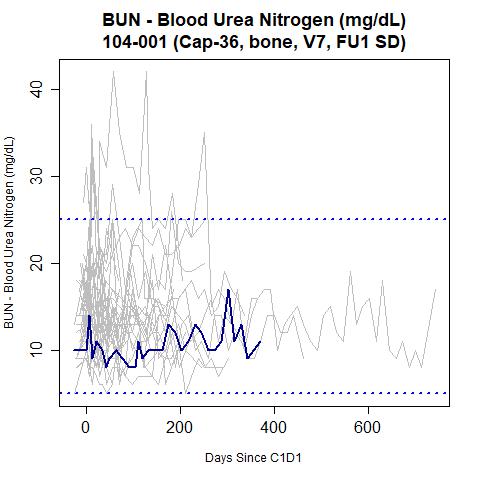 BUN - Blood Urea Nitrogen (mg/dL)
104-001 (Cap-36, bone, V7, FU1 SD)
BUN - Blood Urea Nitrogen (mg/dL)
40
30
20
10
0
200
400
600
Days Since C1D1